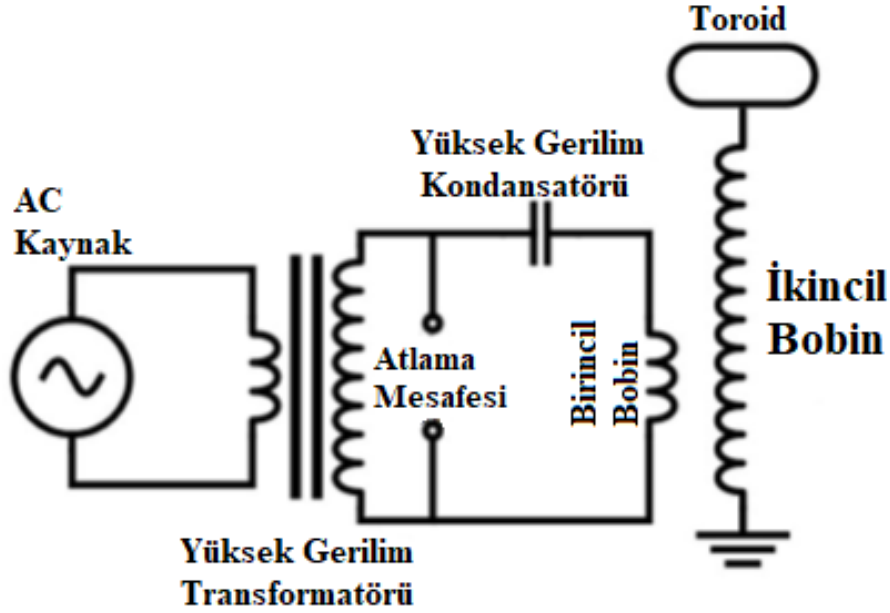 Toroid
Yüksek Gerilim
Kondansatörü
AC
Kaynak
İkincil
Bobin
Atlama
Mesafesi
Birincil
Bobin
Yüksek Gerilim
Transformatörü